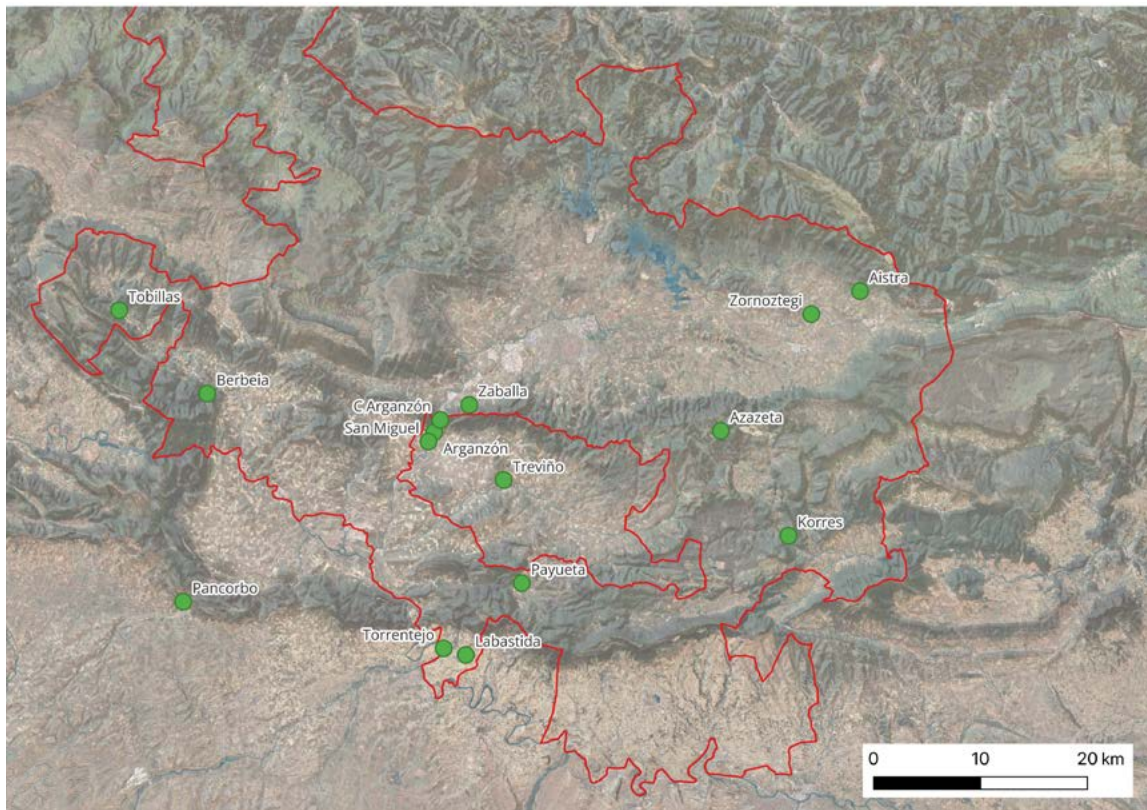 Aistra
Tobillas
Zornoztegi
Berbeia
Zaballa
C Arganzón
San Miguel
Azazeta
Arganzón
Treviño
Korres
Payueta
Pancorbo
Torrentejo
Labastida
0 10 20 km